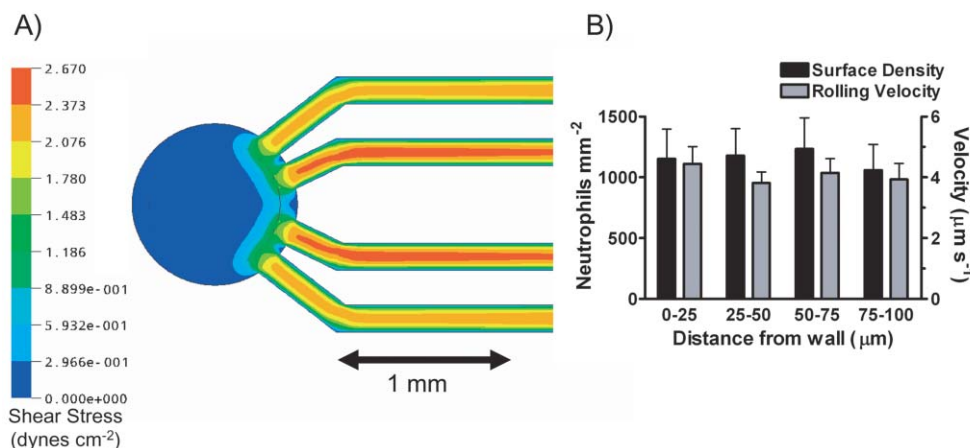 A)
2.670
2.373
2.076
1.780
1.483
1.186
8.899e-001
5.932e-001
2.966e-001
0.000e+000
Shear Stress
(dynes cm-2)
1 mm
B)
Surface Density
Rolling Velocity
1500
1000
500
0
Neutrophils mm-2
6
4
2
0
Velocity (μm s-1)
0-25 25-50 50-75 75-100
Distance from wall (μm)